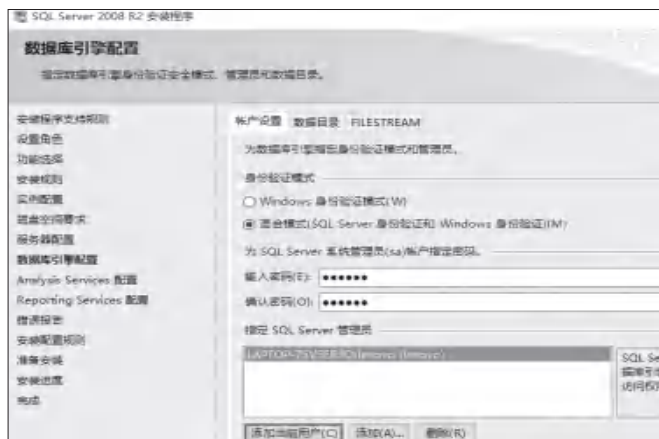 SQL Server 2008 R2 安装程序
数据库引擎配置
指定数据库引擎身份验证安全模式、管理员和数据目录。
安装程序支持规则
设置角色
功能选择
安装规则
实例配置
磁盘空间要求
服务器配置
数据库引擎配置
Analysis Services 配置
Reporting Services 配置
错误报告
安装配置规则
准备安装
安装进度
完成
帐户设置 数据目录 FILESTREAM
为数据库引擎指定身份验证模式和管理员。
身份验证模式
Windows 身份验证模式(W)
混合模式(SQL Server 身份验证和 Windows 身份验证)(M)
为 SQL Server 系统管理员(sa)帐户指定密码。
输入密码(E): ●●●●●●
确认密码(O): ●●●●●●
指定 SQL Server 管理员
SQL Se
据库引
访问权
添加当前用户(C) 添加(A)... 删除(R)